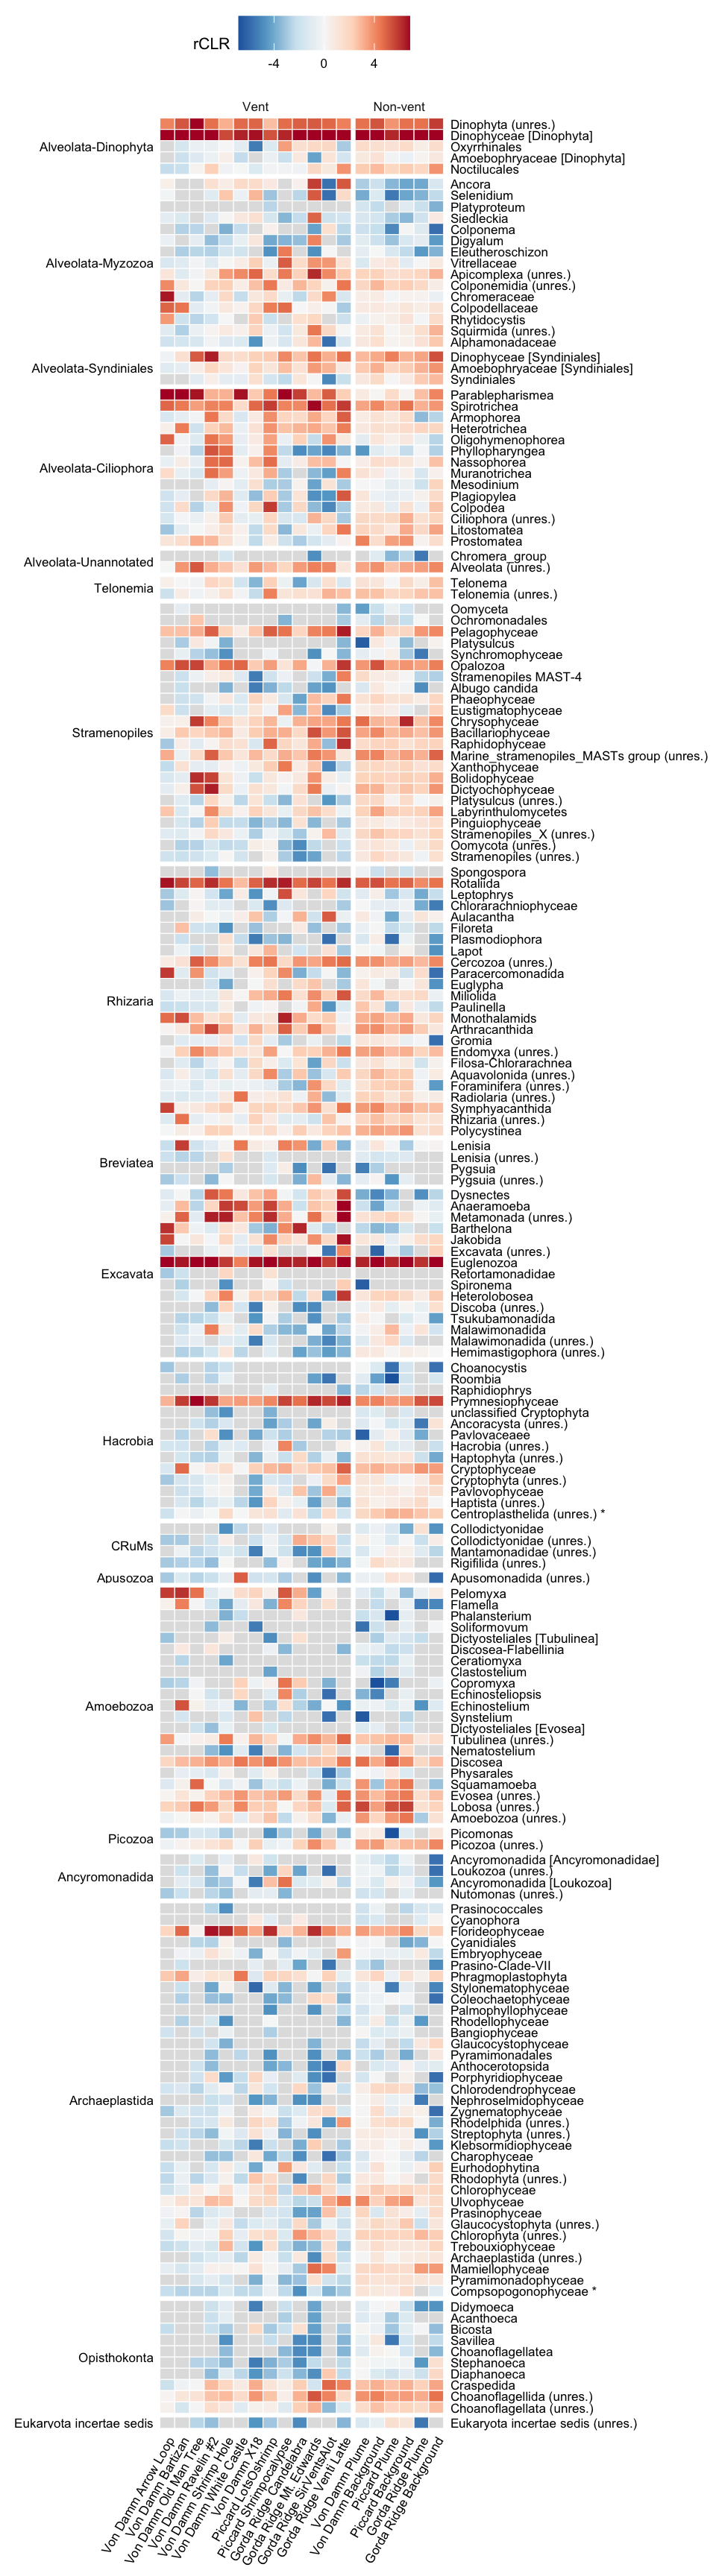 rCLR
-4 0 4
Vent Non-vent
Alveolata-Dinophyta
Dinophyta (unres.)
Dinophyceae [Dinophyta]
Oxyrrhinales
Amoebophryaceae [Dinophyta]
Noctilucales
Alveolata-Myzozoa
Ancora
Selenidium
Platyproteum
Siedleckia
Colponema
Digyalum
Eleutheroschizon
Vitrellaceae
Apicomplexa (unres.)
Colponemidia (unres.)
Chromeraceae
Colpodellaceae
Rhytidocystis
Squirmida (unres.)
Alphamonadaceae
Alveolata-Syndiniales
Dinophyceae [Syndiniales]
Amoebophryaceae [Syndiniales]
Syndiniales
Alveolata-Ciliophora
Parablepharismea
Spirotrichea
Armophorea
Heterotrichea
Oligohymenophorea
Phyllopharyngea
Nassophorea
Muranotrichea
Mesodinium
Plagiopylea
Colpodea
Ciliophora (unres.)
Litostomatea
Prostomatea
Alveolata-Unannotated
Chromera_group
Alveolata (unres.)
Telonemia
Telonema
Telonemia (unres.)
Stramenopiles
Oomyceta
Ochromonadales
Pelagophyceae
Platysulcus
Synchromophyceae
Opalozoa
Stramenopiles MAST-4
Albugo candida
Phaeophyceae
Eustigmatophyceae
Chrysophyceae
Bacillariophyceae
Raphidophyceae
Marine_stramenopiles_MASTs group (unres.)
Xanthophyceae
Bolidophyceae
Dictyochophyceae
Platysulcus (unres.)
Labyrinthulomycetes
Pinguiophyceae
Stramenopiles_X (unres.)
Oomycota (unres.)
Stramenopiles (unres.)
Rhizaria
Spongospora
Rotaliida
Leptophrys
Chlorarachniophyceae
Aulacantha
Filoreta
Plasmodiophora
Lapot
Cercozoa (unres.)
Paracercomonadida
Euglypha
Miliolida
Paulinella
Monothalamids
Arthracanthida
Gromia
Endomyxa (unres.)
Filosa-Chlorarachnea
Aquavolonida (unres.)
Foraminifera (unres.)
Radiolaria (unres.)
Symphyacanthida
Rhizaria (unres.)
Polycystinea
Breviatea
Lenisia
Lenisia (unres.)
Pygsuia
Pygsuia (unres.)
Excavata
Dysnectes
Anaeramoeba
Metamonada (unres.)
Barthelona
Jakobida
Excavata (unres.)
Euglenozoa
Retortamonadidae
Spironema
Heterolobosea
Discoba (unres.)
Tsukubamonadida
Malawimonadida
Malawimonadida (unres.)
Hemimastigophora (unres.)
Hacrobia
Choanocystis
Roombia
Raphidiophrys
Prymnesiophyceae
unclassified Cryptophyta
Ancoracysta (unres.)
Pavlovaceaee
Hacrobia (unres.)
Haptophyta (unres.)
Cryptophyceae
Cryptophyta (unres.)
Pavlovophyceae
Haptista (unres.)
Centroplasthelida (unres.) *
CRuMs
Collodictyonidae
Collodictyonidae (unres.)
Mantamonadidae (unres.)
Rigifilida (unres.)
Apusozoa
Apusomonadida (unres.)
Amoebozoa
Pelomyxa
Flamella
Phalansterium
Soliformovum
Dictyosteliales [Tubulinea]
Discosea-Flabellinia
Ceratiomyxa
Clastostelium
Copromyxa
Echinosteliopsis
Echinostelium
Synstelium
Dictyosteliales [Evosea]
Tubulinea (unres.)
Nematostelium
Discosea
Physarales
Squamamoeba
Evosea (unres.)
Lobosa (unres.)
Amoebozoa (unres.)
Picozoa
Picomonas
Picozoa (unres.)
Ancyromonadida
Ancyromonadida [Ancyromonadidae]
Loukozoa (unres.)
Ancyromonadida [Loukozoa]
Nutomonas (unres.)
Archaeplastida
Prasinococcales
Cyanophora
Florideophyceae
Cyanidiales
Embryophyceae
Prasino-Clade-VII
Phragmoplastophyta
Stylonematophyceae
Coleochaetophyceae
Palmophyllophyceae
Rhodellophyceae
Bangiophyceae
Glaucocystophyceae
Pyramimonadales
Anthocerotopsida
Porphyridiophyceae
Chlorodendrophyceae
Nephroselmidophyceae
Zygnematophyceae
Rhodelphida (unres.)
Streptophyta (unres.)
Klebsormidiophyceae
Charophyceae
Eurhodophytina
Rhodophyta (unres.)
Chlorophyceae
Ulvophyceae
Prasinophyceae
Glaucocystophyta (unres.)
Chlorophyta (unres.)
Trebouxiophyceae
Archaeplastida (unres.)
Mamiellophyceae
Pyramimonadophyceae
Compsopogonophyceae *
Opisthokonta
Didymoeca
Acanthoeca
Bicosta
Savillea
Choanoflagellatea
Stephanoeca
Diaphanoeca
Craspedida
Choanoflagellida (unres.)
Choanoflagellata (unres.)
Eukaryota incertae sedis
Eukaryota incertae sedis (unres.)
Von Damm Arrow Loop
Von Damm Bartizan
Von Damm Old Man Tree
Von Damm Ravelin #2
Von Damm Shrimp Hole
Von Damm White Castle
Von Damm X18
Piccard LotsOshrimp
Piccard Shrimpocalypse
Gorda Ridge Candelabra
Gorda Ridge Mt. Edwards
Gorda Ridge SirVentsAlot
Gorda Ridge Venti Latte
Von Damm Plume
Von Damm Background
Piccard Plume
Piccard Background
Gorda Ridge Plume
Gorda Ridge Background